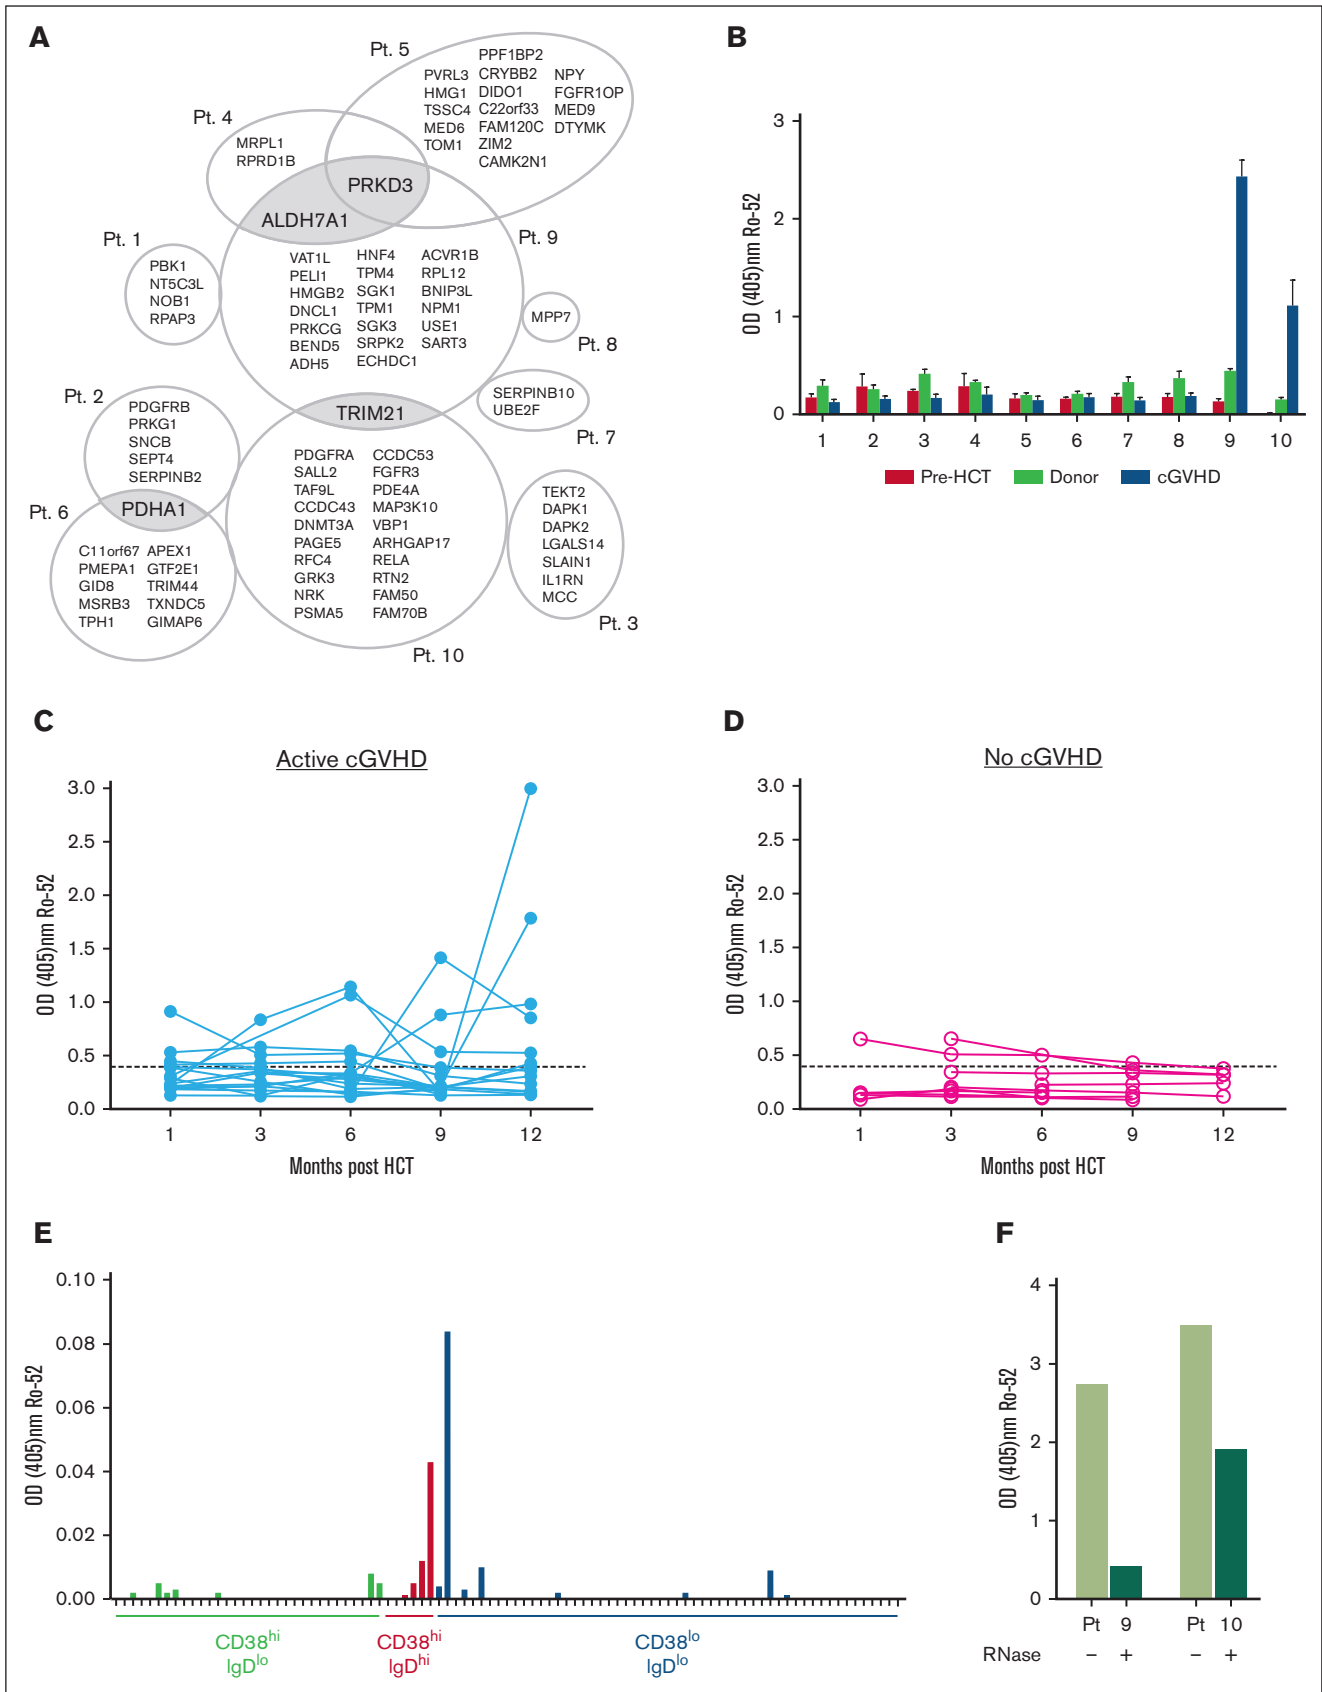 A
Pt. 5
PVRL3
HMG1
TSSC4
MED6
TOM1
PPF1BP2
CRYBB2
DIDO1
C22orf33
FAM120C
ZIM2
CAMK2N1
NPY
FGFR1OP
MED9
DTYMK
Pt. 4
MRPL1
RPRD1B
PRKD3
ALDH7A1
Pt. 1
PBK1
NT5C3L
NOB1
RPAP3
Pt. 9
VAT1L
PELI1
HMGB2
DNCL1
PRKCG
BEND5
ADH5
HNF4
TPM4
SGK1
TPM1
SGK3
SRPK2
ECHDC1
ACVR1B
RPL12
BNIP3L
NPM1
USE1
SART3
MPP7
Pt. 8
SERPINB10
UBE2F
Pt. 7
TRIM21
Pt. 2
PDGFRB
PRKG1
SNCB
SEPT4
SERPINB2
PDHA1
Pt. 6
C11orf67
PMEPA1
GID8
MSRB3
TPH1
APEX1
GTF2E1
TRIM44
TXNDC5
GIMAP6
PDGFRA
SALL2
TAF9L
CCDC43
DNMT3A
PAGE5
RFC4
GRK3
NRK
PSMA5
CCDC53
FGFR3
PDE4A
MAP3K10
VBP1
ARHGAP17
RELA
RTN2
FAM50
FAM70B
Pt. 10
TEKT2
DAPK1
DAPK2
LGALS14
SLAIN1
IL1RN
MCC
Pt. 3
B
OD (405)nm Ro-52
3
2
1
0
1 2 3 4 5 6 7 8 9 10
Pre-HCT Donor cGVHD
C
Active cGVHD
OD (405)nm Ro-52
3.0
2.5
2.0
1.5
1.0
0.5
0.0
1 3 6 9 12
Months post HCT
D
No cGVHD
OD (405)nm Ro-52
3.0
2.5
2.0
1.5
1.0
0.5
0.0
1 3 6 9 12
Months post HCT
E
OD (405)nm Ro-52
0.10
0.08
0.06
0.04
0.02
0.00
CD38hi
IgDlo
CD38hi
IgDhi
CD38lo
IgDlo
F
OD (405)nm Ro-52
4
3
2
1
0
Pt 9 Pt 10
RNase − + − +